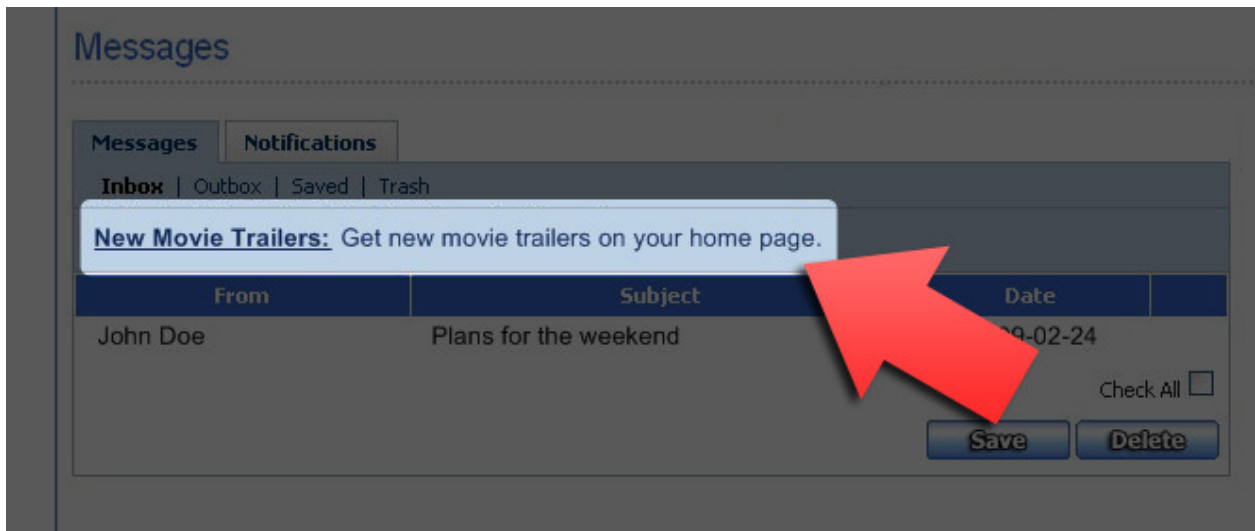 Messages
Messages Notifications
Inbox | Outbox | Saved | Trash
New Movie Trailers: Get new movie trailers on your home page.
From Subject Date
John Doe Plans for the weekend 9-02-24
Check All
Save Delete